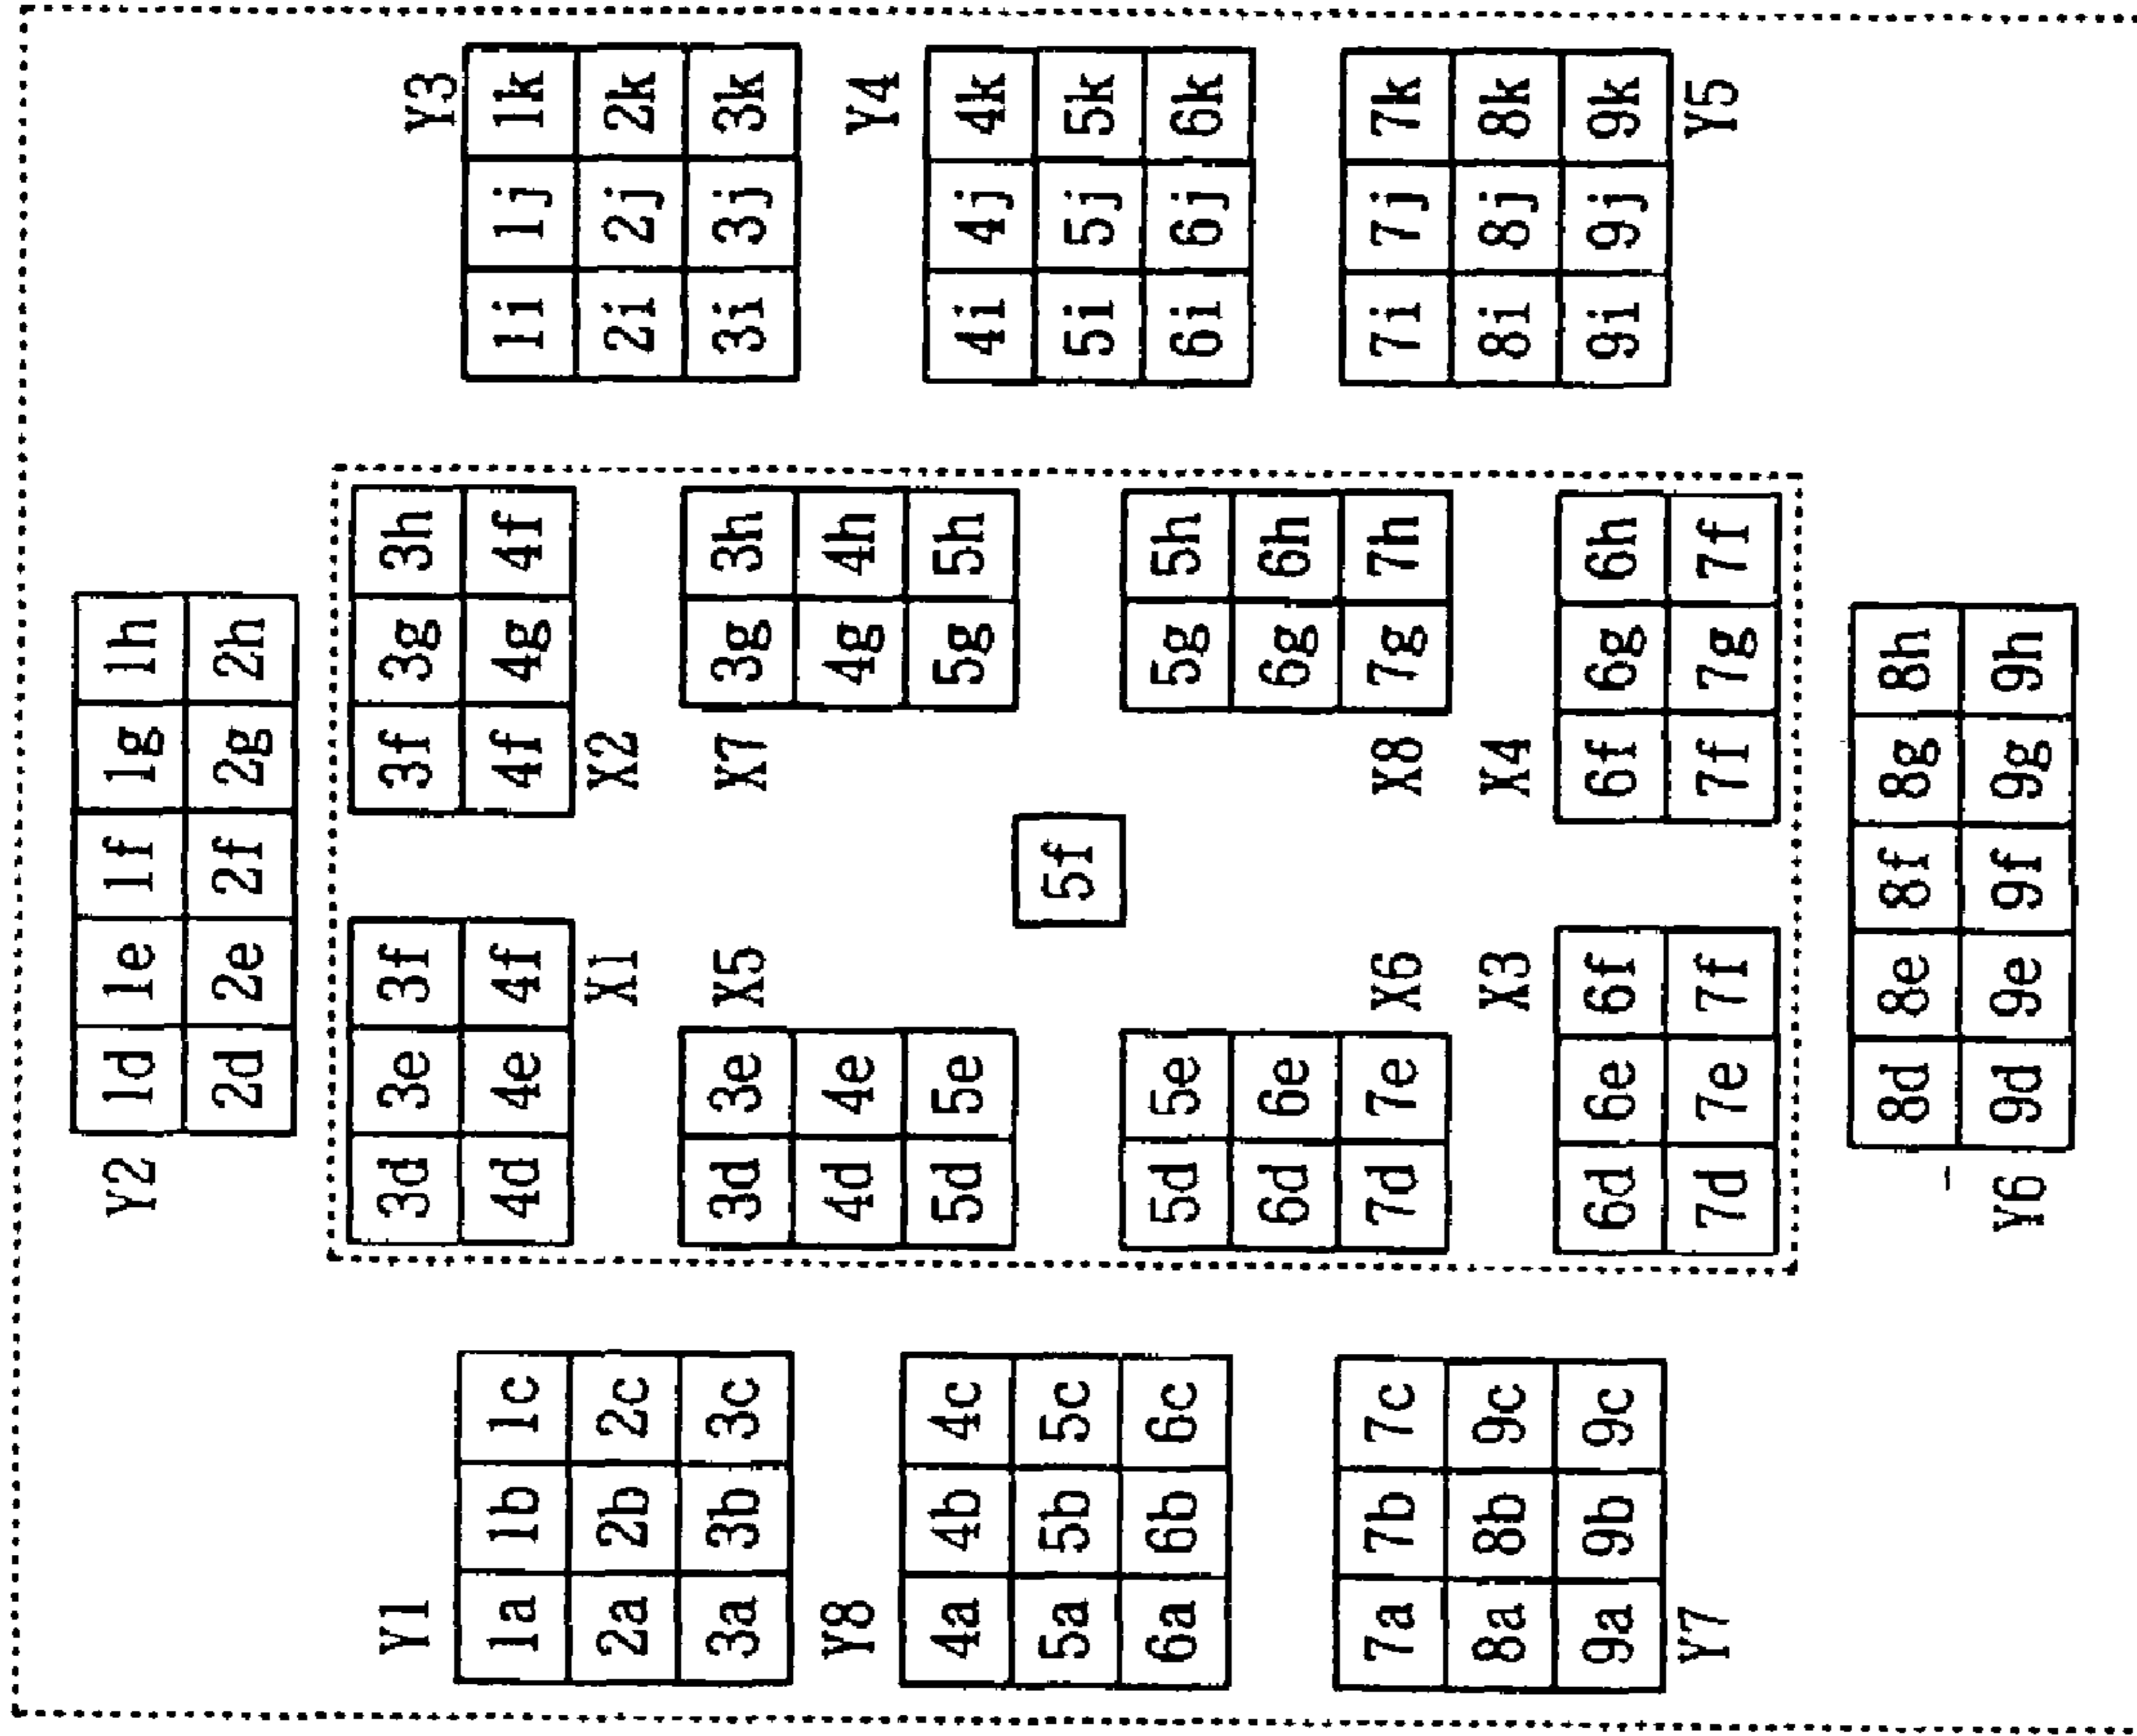 Y2
1d 1e 1f 1g 1h
2d 2e 2f 2g 2h
Y1
1a 1b 1c
2a 2b 2c
3a 3b 3c
Y8
4a 4b 4c
5a 5b 5c
6a 6b 6c
7a 7b 7c
8a 8b 9c
9a 9b 9c
Y7
3d 3e 3f
4d 4e 4f
X1
3f 3g 3h
4f 4g 4f
X2
X5
3d 3e
4d 4e
5d 5e
X7
3g 3h
4g 4h
5g 5h
5f
5d 5e
6d 6e
7d 7e
X6
5g 5h
6g 6h
7g 7h
X8
X3
6d 6e 6f
7d 7e 7f
X4
6f 6g 6h
7f 7g 7f
Y3
1i 1j 1k
2i 2j 2k
3i 3j 3k
Y4
4i 4j 4k
5i 5j 5k
6i 6j 6k
7i 7j 7k
8i 8j 8k
9i 9j 9k
Y5
8d 8e 8f 8g 8h
9d 9e 9f 9g 9h
Y6